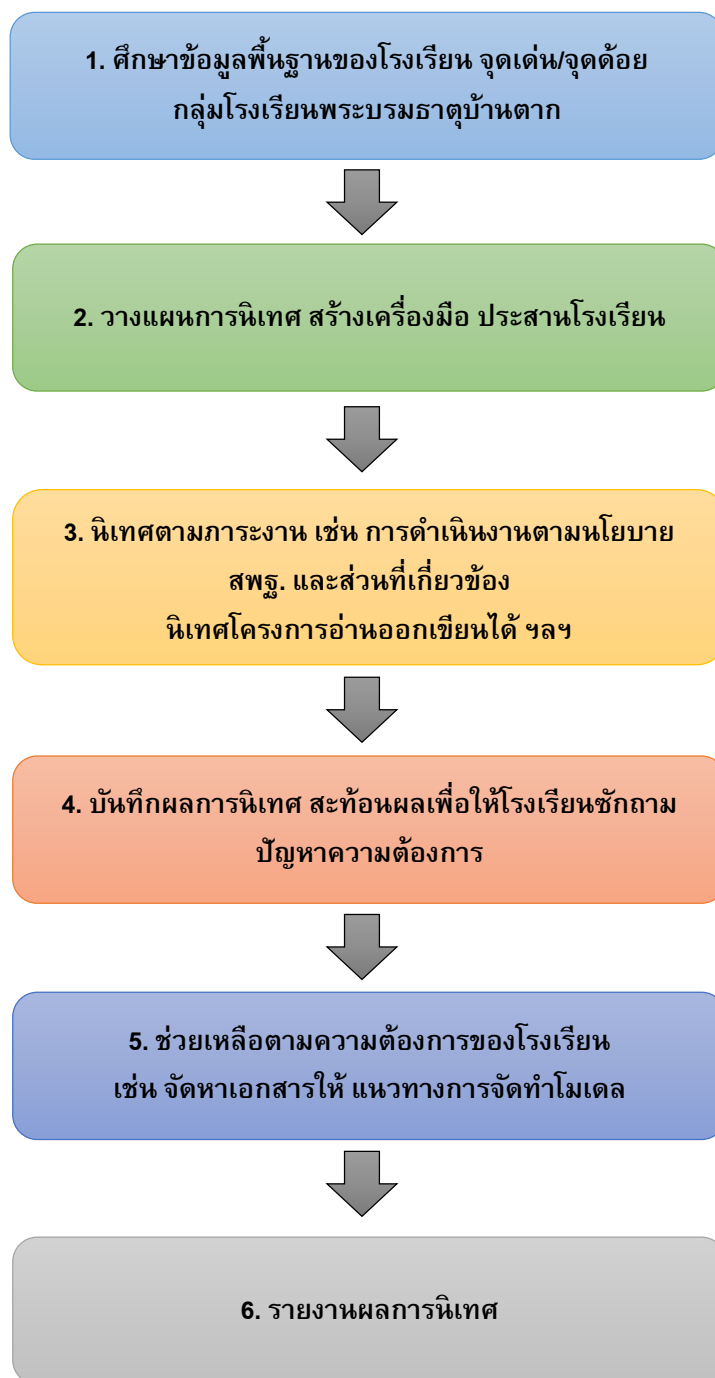 1. ศึกษาข้อมูลพื้นฐานของโรงเรียน จุดเด่น/จุดด้อย
กลุ่มโรงเรียนพระบรมธาตุบ้านตาก
2. วางแผนการนิเทศ สร้างเครื่องมือ ประสานโรงเรียน
3. นิเทศตามภาระงาน เช่น การดำเนินงานตามนโยบาย
สพฐ. และส่วนที่เกี่ยวข้อง
นิเทศโครงการอ่านออกเขียนได้ ฯลฯ
4. บันทึกผลการนิเทศ สะท้อนผลเพื่อให้โรงเรียนซักถาม
ปัญหาความต้องการ
5. ช่วยเหลือตามความต้องการของโรงเรียน
เช่น จัดหาเอกสารให้ แนวทางการจัดทำโมเดล
6. รายงานผลการนิเทศ